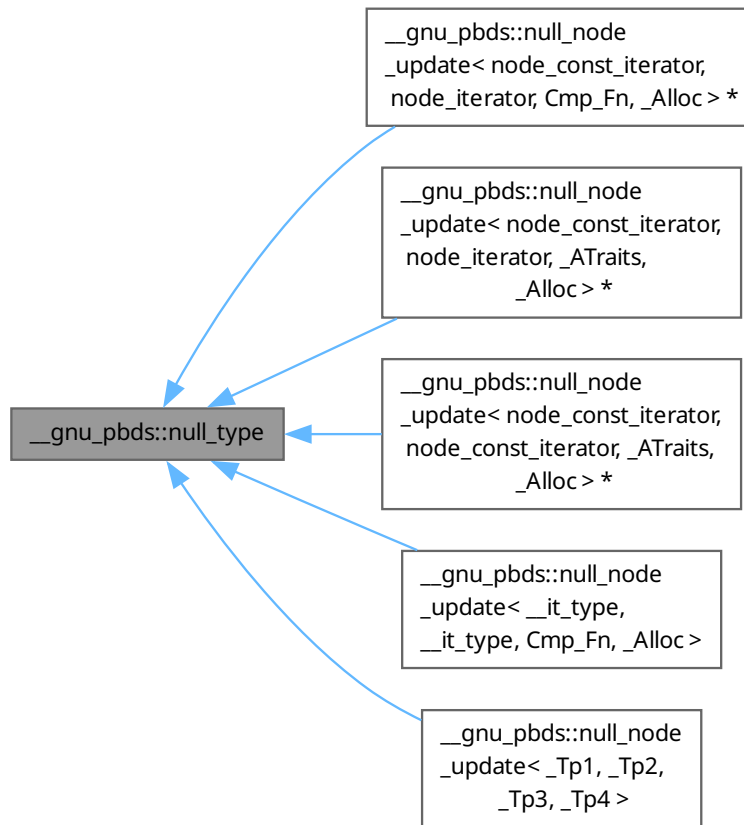 __gnu_pbds::null_node
_update< node_const_iterator,
node_iterator, Cmp_Fn, _Alloc > *
__gnu_pbds::null_node
_update< node_const_iterator,
node_iterator, _ATraits,
_Alloc > *
__gnu_pbds::null_type
__gnu_pbds::null_node
_update< node_const_iterator,
node_const_iterator, _ATraits,
_Alloc > *
__gnu_pbds::null_node
_update< __it_type,
__it_type, Cmp_Fn, _Alloc >
__gnu_pbds::null_node
_update< _Tp1, _Tp2,
_Tp3, _Tp4 >